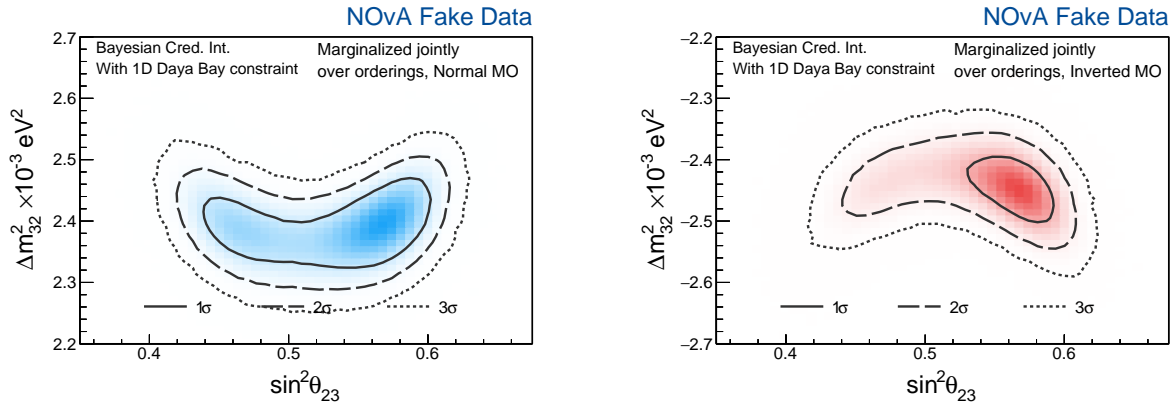 NOvA Fake Data
Bayesian Cred. Int.
With 1D Daya Bay constraint
Marginalized jointly
over orderings, Normal MO
2.7
2.6
2.5
2.4
2.3
2.2
Δm²₃₂ ×10⁻³ eV²
1σ 2σ 3σ
0.4 0.5 0.6
sin²θ₂₃
NOvA Fake Data
Bayesian Cred. Int.
With 1D Daya Bay constraint
Marginalized jointly
over orderings, Inverted MO
−2.2
−2.3
−2.4
−2.5
−2.6
−2.7
Δm²₃₂ ×10⁻³ eV²
1σ 2σ 3σ
0.4 0.5 0.6
sin²θ₂₃